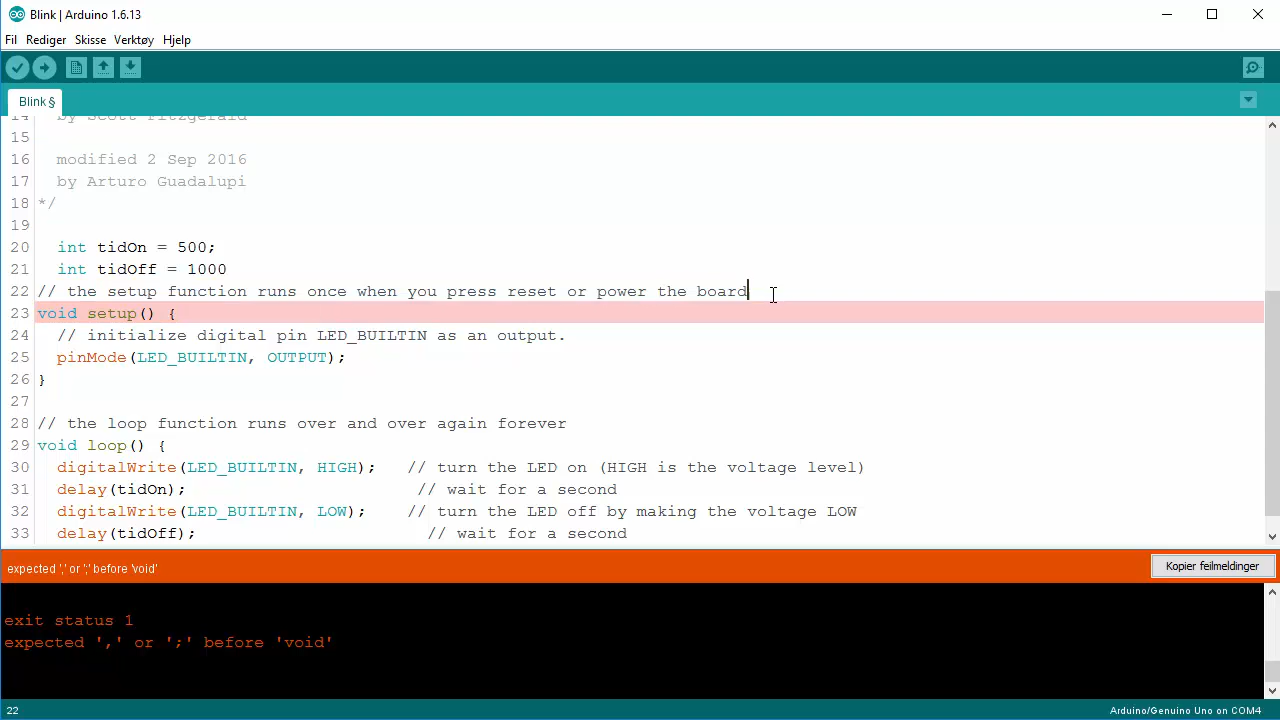 Blink | Arduino 1.6.13
Fil Rediger Skisse Verktøy Hjelp
Blink §
14 by Scott Fitzgerald
15
16 modified 2 Sep 2016
17 by Arturo Guadalupi
18 */
19
20 int tidOn = 500;
21 int tidOff = 1000
22 // the setup function runs once when you press reset or power the board
23 void setup() {
24 // initialize digital pin LED_BUILTIN as an output.
25 pinMode(LED_BUILTIN, OUTPUT);
26 }
27
28 // the loop function runs over and over again forever
29 void loop() {
30 digitalWrite(LED_BUILTIN, HIGH); // turn the LED on (HIGH is the voltage level)
31 delay(tidOn); // wait for a second
32 digitalWrite(LED_BUILTIN, LOW); // turn the LED off by making the voltage LOW
33 delay(tidOff); // wait for a second
expected ',' or ';' before 'void'
Kopier feilmeldinger
exit status 1
expected ',' or ';' before 'void'
22
Arduino/Genuino Uno on COM4